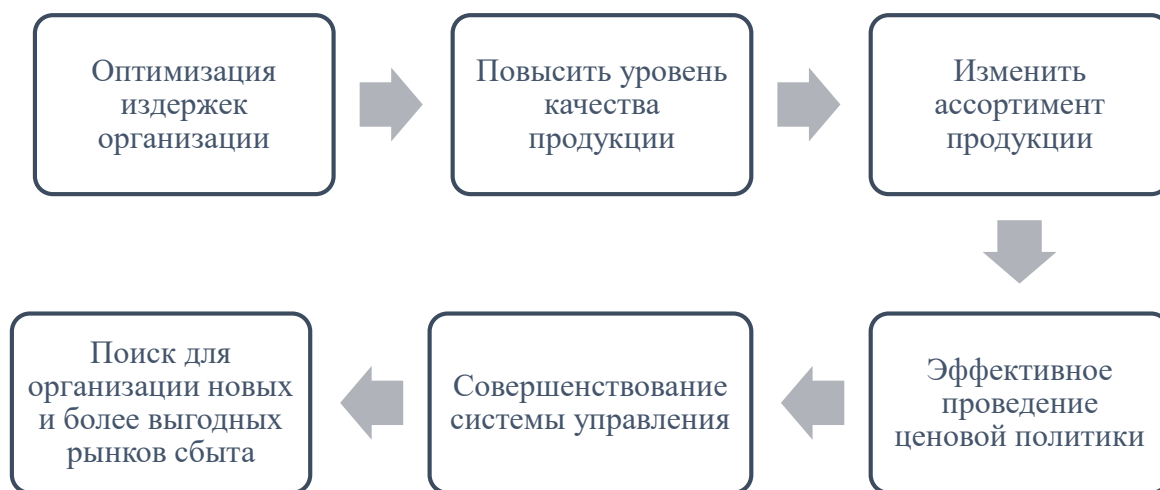 Оптимизация
издержек
организации
Повысить уровень
качества
продукции
Изменить
ассортимент
продукции
Эффективное
проведение
ценовой политики
Совершенствование
системы управления
Поиск для
организации новых
и более выгодных
рынков сбыта